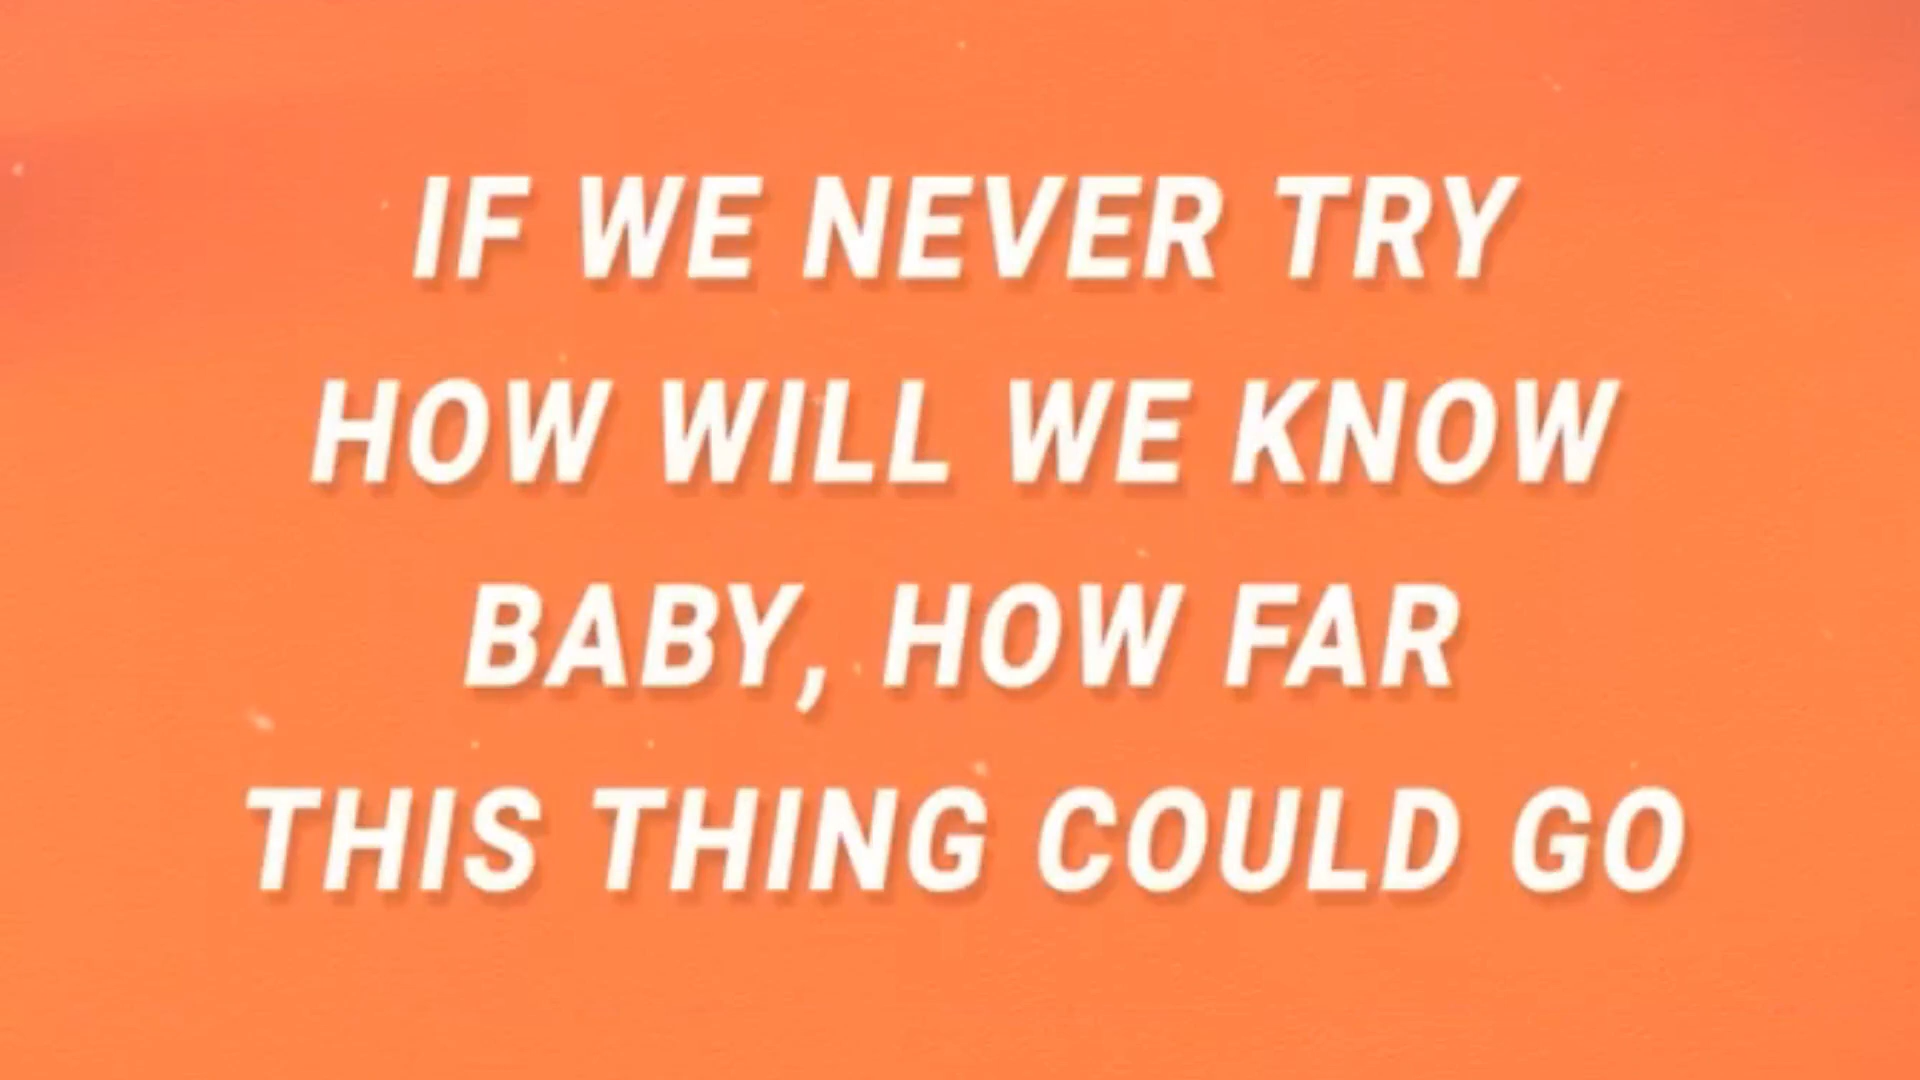 IF WE NEVER TRY
HOW WILL WE KNOW
BABY, HOW FAR
THIS THING COULD GO